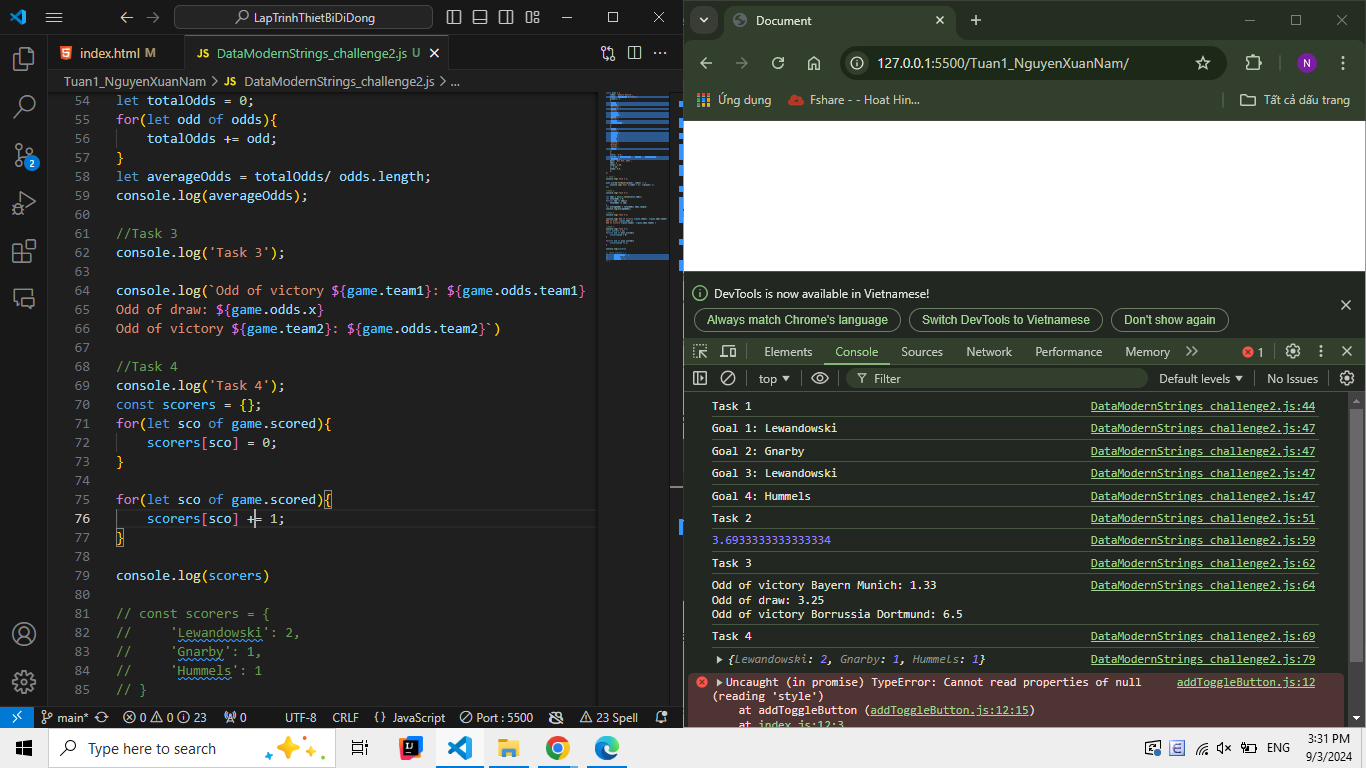 LapTrinhThietBiDiDong
index.html M
JS DataModernStrings_challenge2.js U
Tuan1_NguyenXuanNam > JS DataModernStrings_challenge2.js > ...
54 let totalOdds = 0;
55 for(let odd of odds){
56 totalOdds += odd;
57 }
58 let averageOdds = totalOdds/ odds.length;
59 console.log(averageOdds);
60
61 //Task 3
62 console.log('Task 3');
63
64 console.log(`Odd of victory ${game.team1}: ${game.odds.team1}
65 Odd of draw: ${game.odds.x}
66 Odd of victory ${game.team2}: ${game.odds.team2}`)
67
68 //Task 4
69 console.log('Task 4');
70 const scorers = {};
71 for(let sco of game.scored){
72 scorers[sco] = 0;
73 }
74
75 for(let sco of game.scored){
76 scorers[sco] += 1;
77 }
78
79 console.log(scorers)
80
81 // const scorers = {
82 // 'Lewandowski': 2,
83 // 'Gnarby': 1,
84 // 'Hummels': 1
85 // }
2
main* 0 0 23 0 UTF-8 CRLF {} JavaScript Port : 5500 23 Spell
Document
127.0.0.1:5500/Tuan1_NguyenXuanNam/
N
Ứng dụng
Fshare - - Hoat Hin...
Tất cả dấu trang
DevTools is now available in Vietnamese!
Always match Chrome's language
Switch DevTools to Vietnamese
Don't show again
Elements Console Sources Network Performance Memory 1
top Filter Default levels No Issues
Task 1 DataModernStrings_challenge2.js:44
Goal 1: Lewandowski DataModernStrings_challenge2.js:47
Goal 2: Gnarby DataModernStrings_challenge2.js:47
Goal 3: Lewandowski DataModernStrings_challenge2.js:47
Goal 4: Hummels DataModernStrings_challenge2.js:47
Task 2 DataModernStrings_challenge2.js:51
3.6933333333333334 DataModernStrings_challenge2.js:59
Task 3 DataModernStrings_challenge2.js:62
Odd of victory Bayern Munich: 1.33 DataModernStrings_challenge2.js:64
Odd of draw: 3.25
Odd of victory Borrussia Dortmund: 6.5
Task 4 DataModernStrings_challenge2.js:69
{Lewandowski: 2, Gnarby: 1, Hummels: 1} DataModernStrings_challenge2.js:79
Uncaught (in promise) TypeError: Cannot read properties of null addToggleButton.js:12
(reading 'style')
at addToggleButton (addToggleButton.js:12:15)
at index.js:12:3
Type here to search
ENG
3:31 PM
9/3/2024